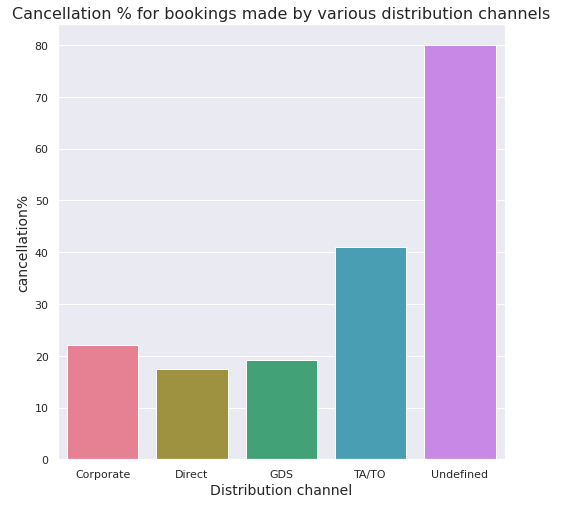 Cancellation % for bookings made by various distribution channels
80
70
60
50
40
30
20
10
0
cancellation%
Corporate Direct GDS TA/TO Undefined
Distribution channel